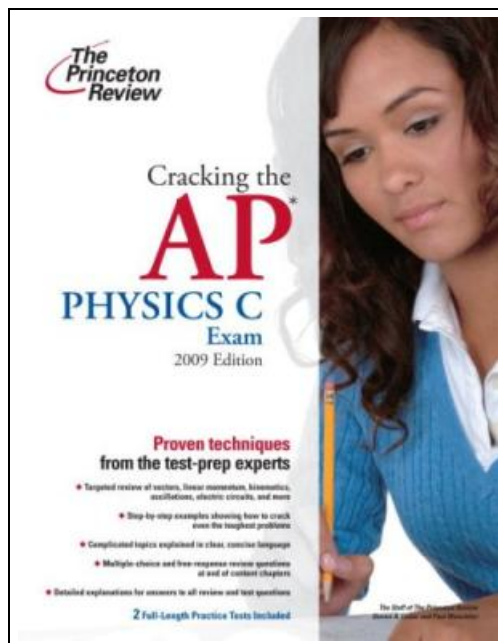 The
Princeton
Review
Cracking the
AP*
PHYSICS C
Exam
2009 Edition
Proven techniques
from the test-prep experts
◆ Targeted review of vectors, linear momentum, kinematics,
oscillations, electric circuits, and more
◆ Step-by-step examples showing how to crack
even the toughest problems
◆ Complicated topics explained in clear, concise language
◆ Multiple-choice and free-response review questions
at end of content chapters
◆ Detailed explanations for answers to all review and test questions
2 Full-Length Practice Tests Included
The Staff of The Princeton Review
and Paul